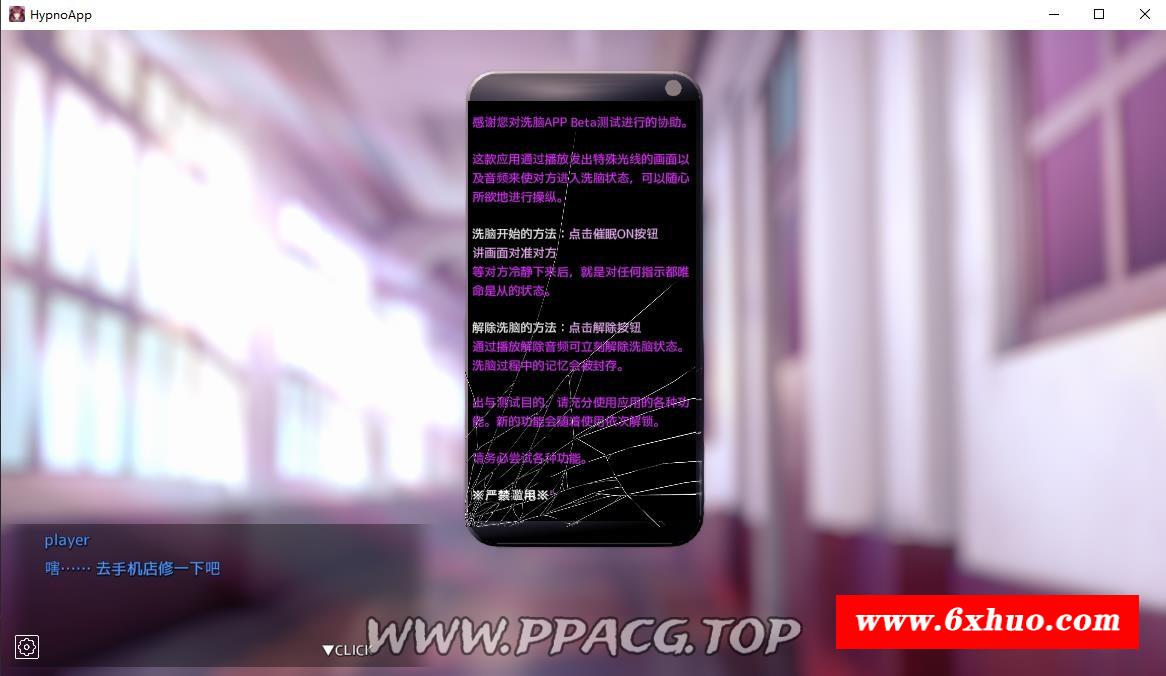 HypnoApp
感谢您对洗脑APP Beta测试进行的协助。
这款应用通过播放发出特殊光线的画面以
及音频来使对方进入洗脑状态，可以随心
所欲地进行操纵。
洗脑开始的方法：点击催眠ON按钮
讲画面对准对方
等对方冷静下来后，就是对任何指示都唯
命是从的状态。
解除洗脑的方法：点击解除按钮
通过播放解除音频可立刻解除洗脑状态。
洗脑过程中的记忆会被封存。
出与测试目的，请充分使用应用的各种功
能。新的功能会随着使用依次解锁。
请务必尝试各种功能。
※严禁滥用※
player
嘻…… 去手机店修一下吧
▼CLICK
WWW.PPACG.TOP
www.6xhuo.com